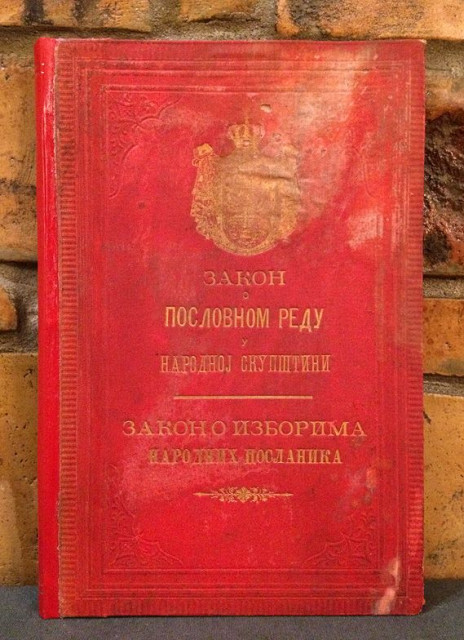 ЗАКОН
о
ПОСЛОВНОМ РЕДУ
у
НАРОДНОЈ СКУПШТИНИ
ЗАКОН О ИЗБОРИМА
НАРОДНИХ ПОСЛАНИКА